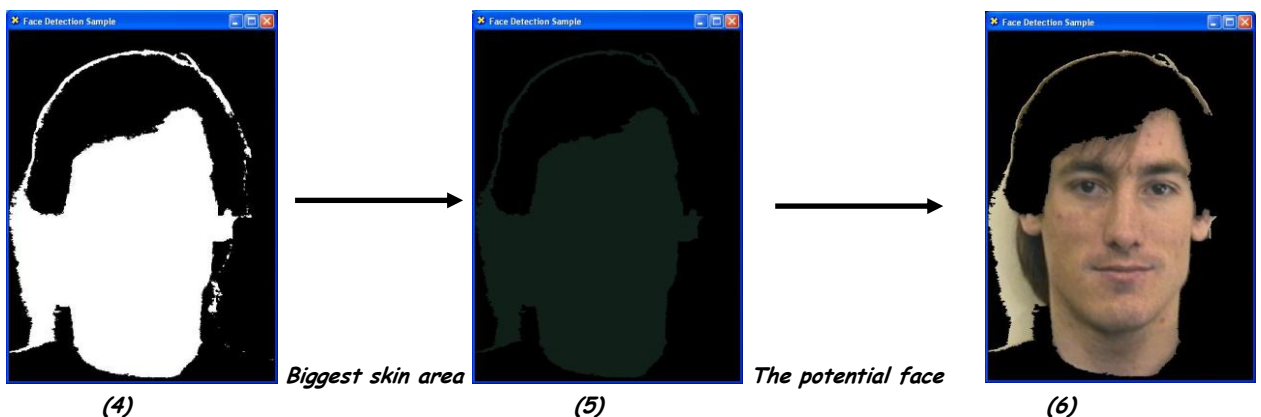 Face Detection Sample
Face Detection Sample
Face Detection Sample
Biggest skin area
The potential face
(4)
(5)
(6)